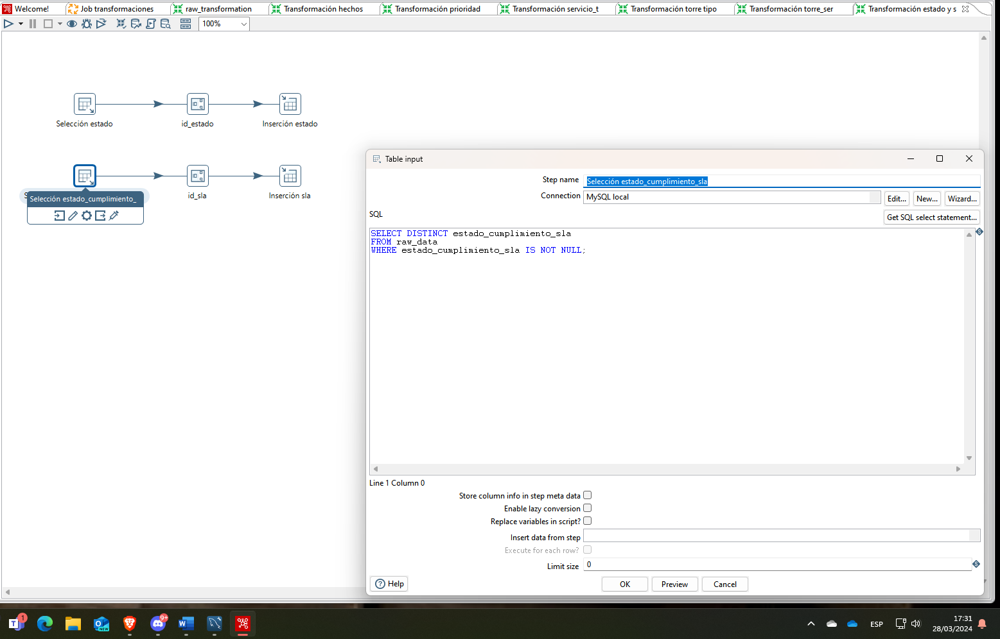 Welcome!
Job transformaciones
raw_transformation
Transformación hechos
Transformación prioridad
Transformación servicio_t
Transformación torre tipo
Transformación torre_ser
Transformación estado y s
100%
Selección estado
id_estado
Inserción estado
S
id_sla
Inserción sla
Selección estado_cumplimiento_
Table input
Step name
Selección estado_cumplimiento_sla
Connection
MySQL local
Edit...
New...
Wizard...
SQL
Get SQL select statement...
SELECT DISTINCT estado_cumplimiento_sla
FROM raw_data
WHERE estado_cumplimiento_sla IS NOT NULL;
Line 1 Column 0
Store column info in step meta data
Enable lazy conversion
Replace variables in script?
Insert data from step
Execute for each row?
Limit size
0
Help
OK
Preview
Cancel
T
1
O
NEW
9+
W
ESP
17:31
28/03/2024